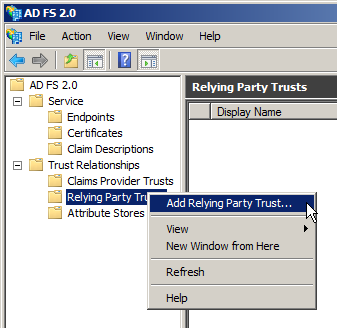 AD FS 2.0
File Action View Window Help
AD FS 2.0
Service
Endpoints
Certificates
Claim Descriptions
Trust Relationships
Claims Provider Trusts
Relying Party Tru
Attribute Stores
Relying Party Trusts
Display Name
Add Relying Party Trust...
View
New Window from Here
Refresh
Help